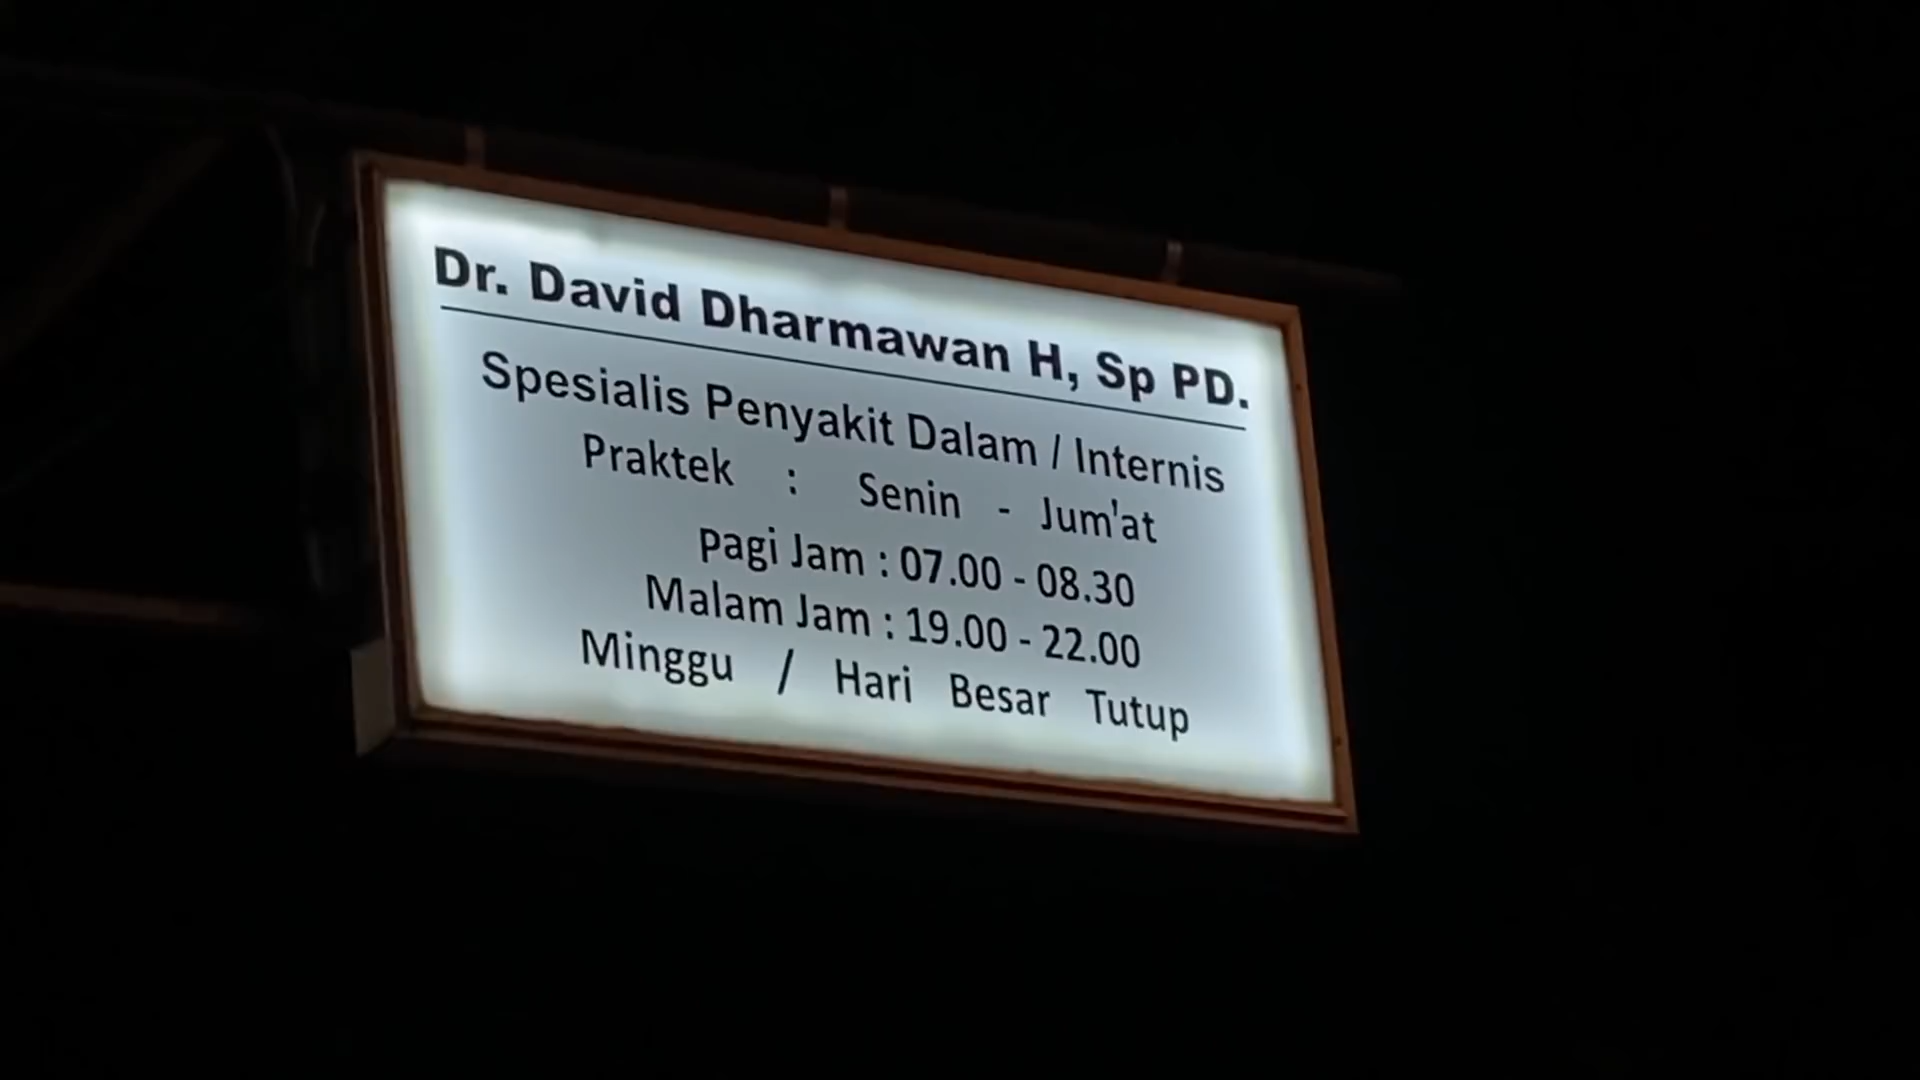 Dr. David Dharmawan H, Sp PD.
Spesialis Penyakit Dalam / Internis
Praktek : Senin - Jum'at
Pagi Jam : 07.00 - 08.30
Malam Jam : 19.00 - 22.00
Minggu / Hari Besar Tutup